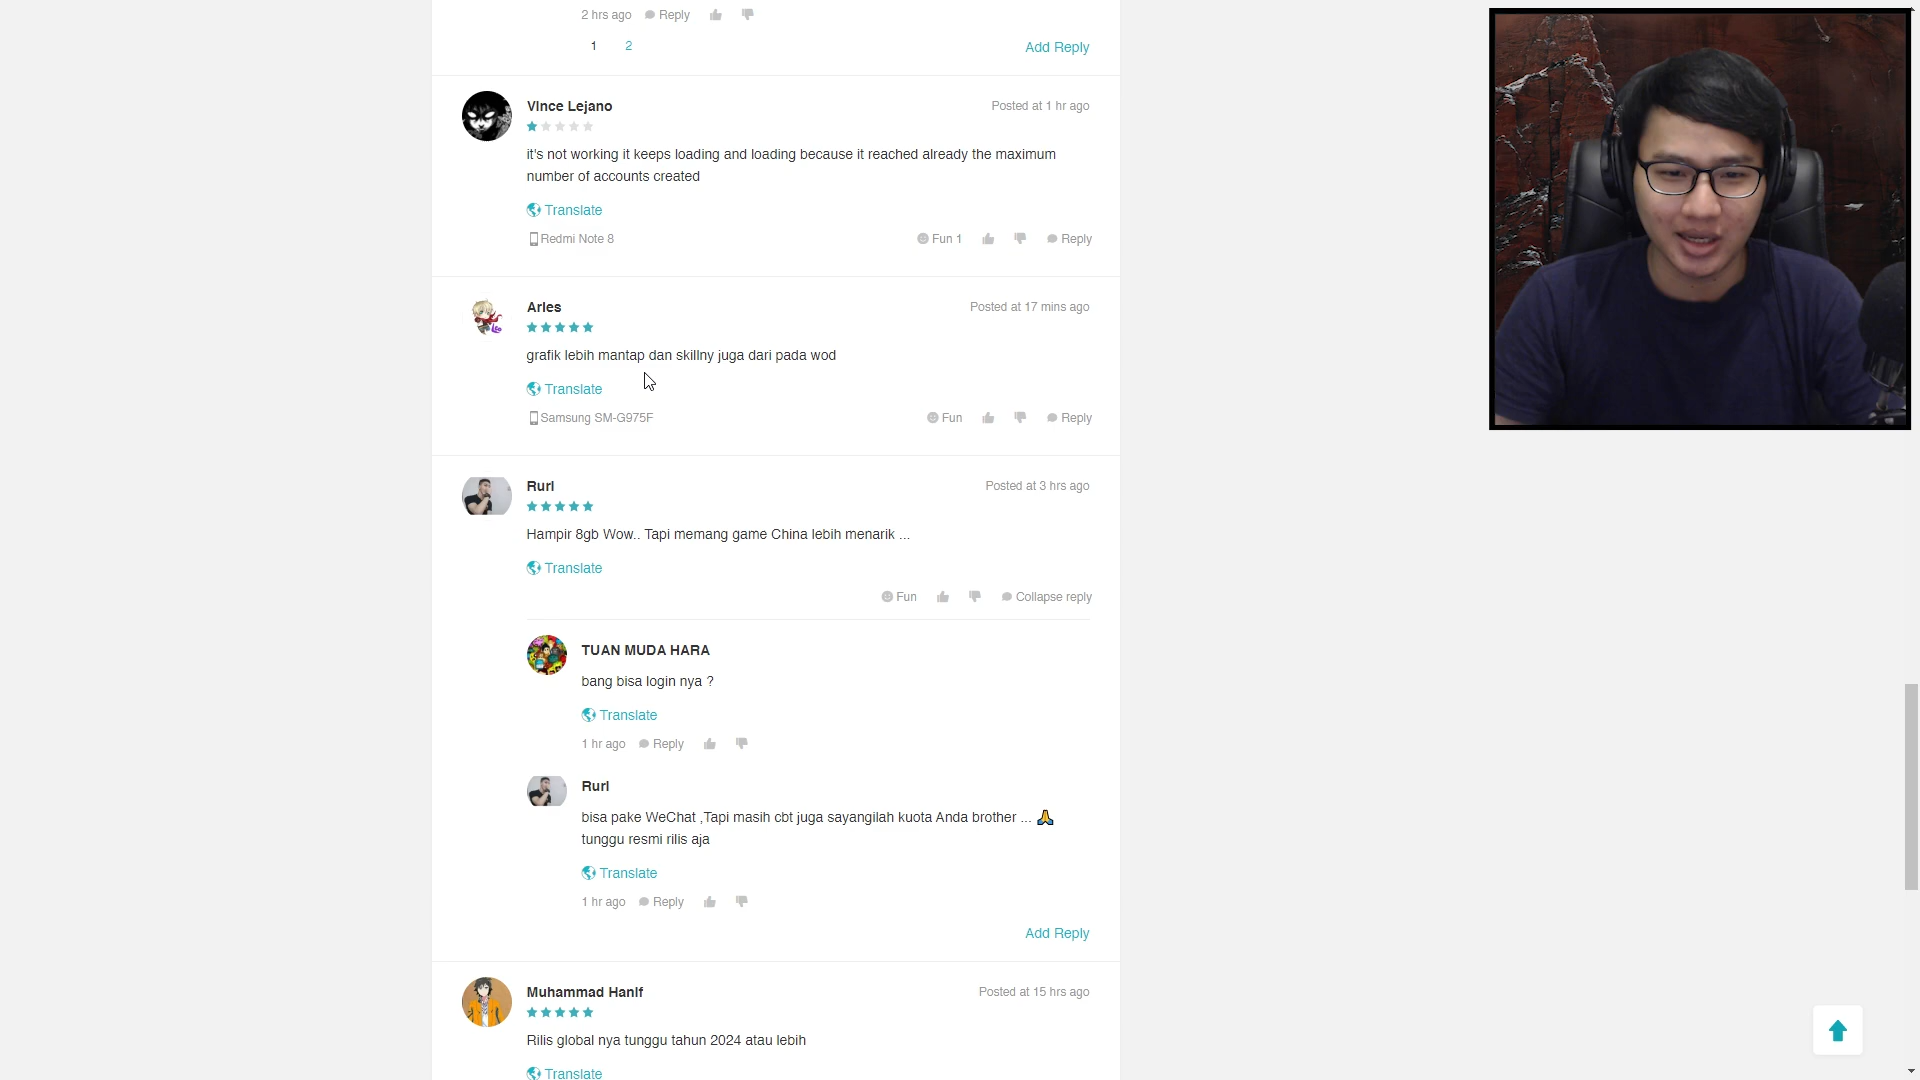 2 hrs ago Reply
1 2 Add Reply
VInce Lejano Posted at 1 hr ago
it's not working it keeps loading and loading because it reached already the maximum
number of accounts created
Translate
Redmi Note 8 Fun 1 Reply
Arles Posted at 17 mins ago
grafik lebih mantap dan skillny juga dari pada wod
Translate
Samsung SM-G975F Fun Reply
RurI Posted at 3 hrs ago
Hampir 8gb Wow.. Tapi memang game China lebih menarik ...
Translate
Fun Collapse reply
TUAN MUDA HARA
bang bisa login nya ?
Translate
1 hr ago Reply
RurI
bisa pake WeChat ,Tapi masih cbt juga sayangilah kuota Anda brother ... 🙏
tunggu resmi rilis aja
Translate
1 hr ago Reply
Add Reply
Muhammad HanIf Posted at 15 hrs ago
Rilis global nya tunggu tahun 2024 atau lebih
Translate